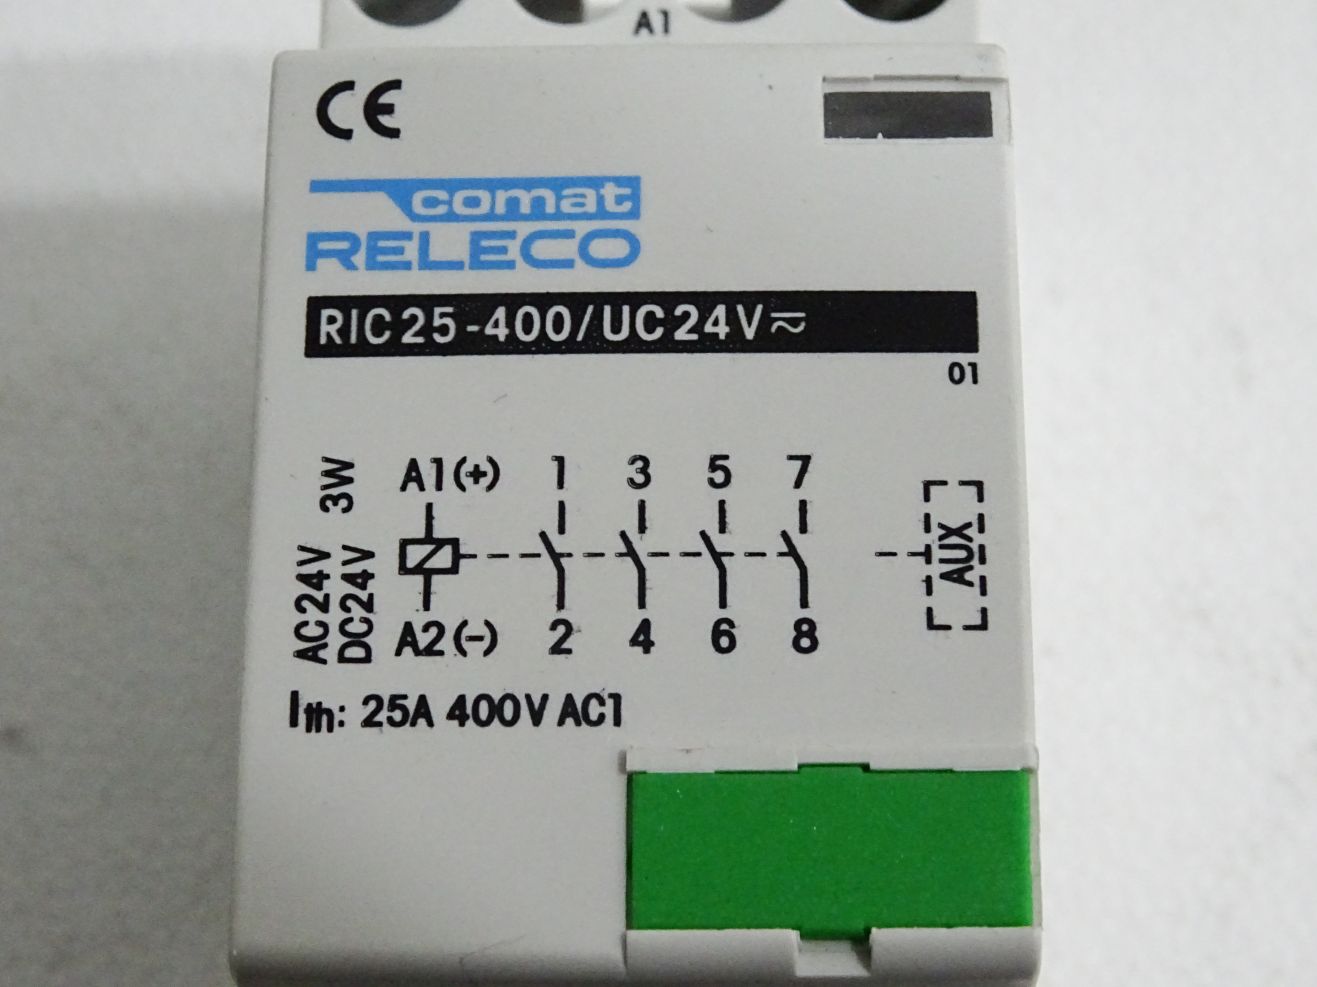 A1
CE
comat
RELECO
RIC25-400/UC24V⎓~
01
AC24V 3W
DC24V
A1(+) 1 3 5 7
AUX
A2(-) 2 4 6 8
Ith: 25A 400V AC1